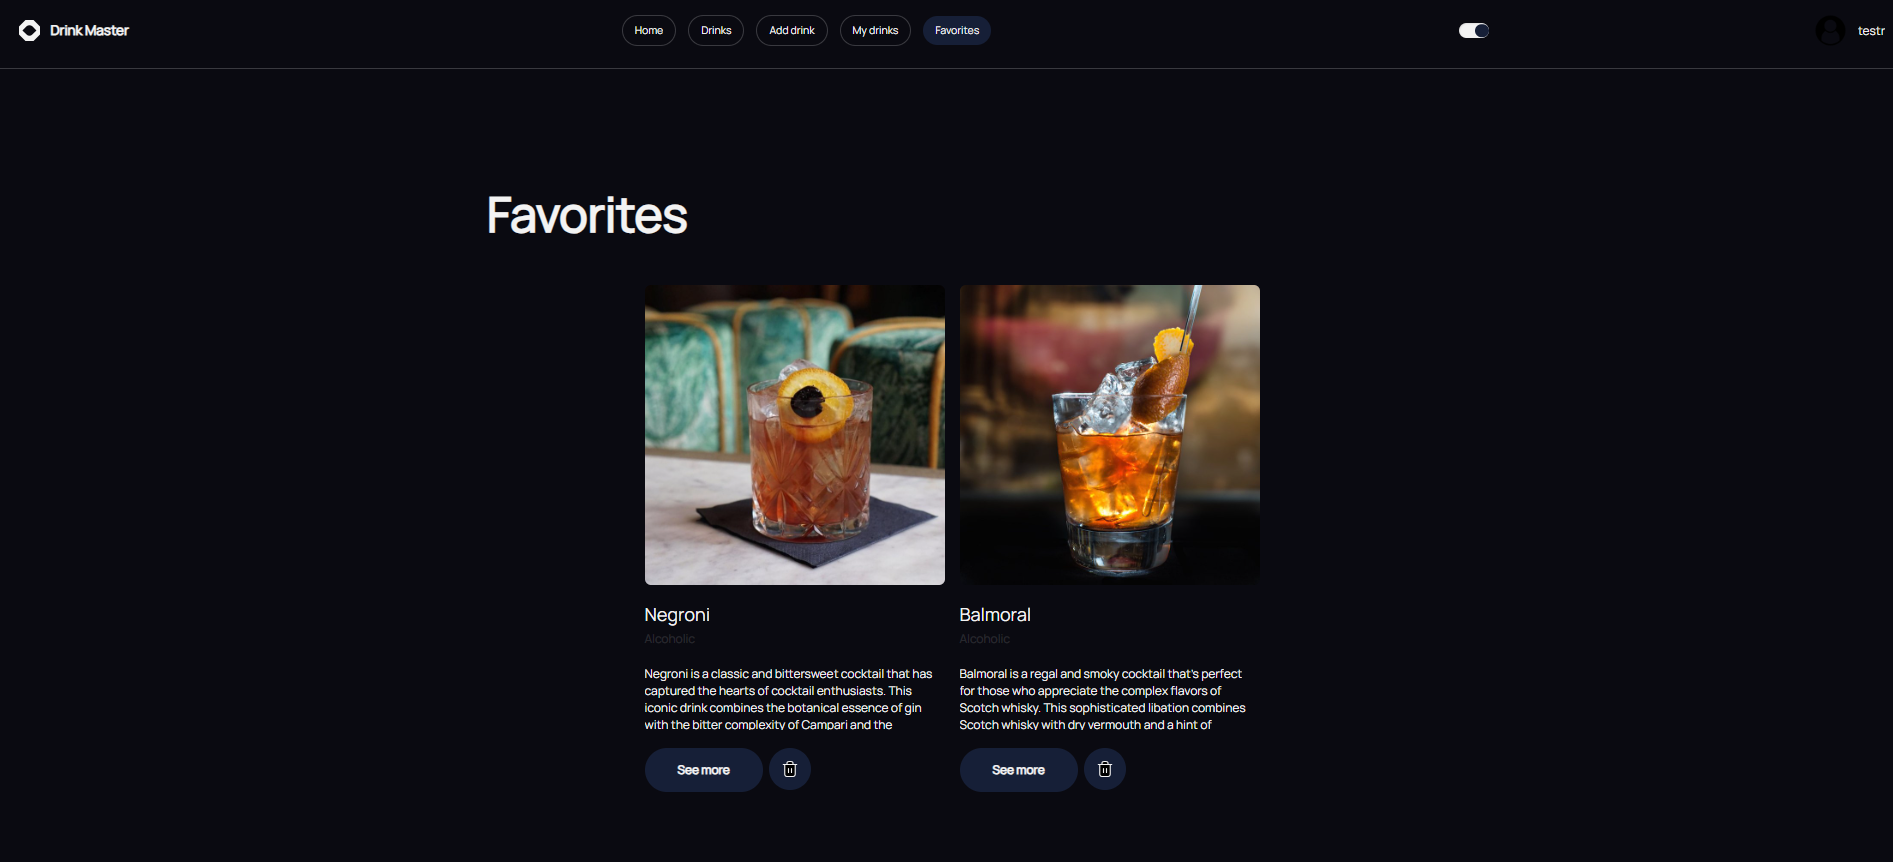 Drink Master
Home
Drinks
Add drink
My drinks
Favorites
testr
Favorites
Negroni
Alcoholic
Negroni is a classic and bittersweet cocktail that has
captured the hearts of cocktail enthusiasts. This
iconic drink combines the botanical essence of gin
with the bitter complexity of Campari and the
See more
Balmoral
Alcoholic
Balmoral is a regal and smoky cocktail that's perfect
for those who appreciate the complex flavors of
Scotch whisky. This sophisticated libation combines
Scotch whisky with dry vermouth and a hint of
See more